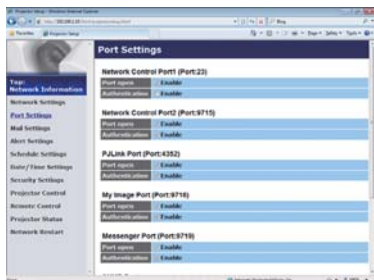 Port Settings
Top:
Network Information
Network Settings
Port Settings
Mail Settings
Alert Settings
Schedule Settings
Date/Time Settings
Security Settings
Projector Control
Remote Control
Projector Status
Network Restart
Network Control Port1 (Port:23)
Port open Enable
Authentication Enable
Network Control Port2 (Port:9715)
Port open Enable
Authentication Enable
PJLink Port (Port:4352)
Port open Enable
Authentication Enable
My Image Port (Port:9716)
Port open Enable
Authentication Enable
Messenger Port (Port:9719)
Port open Enable
Authentication Enable